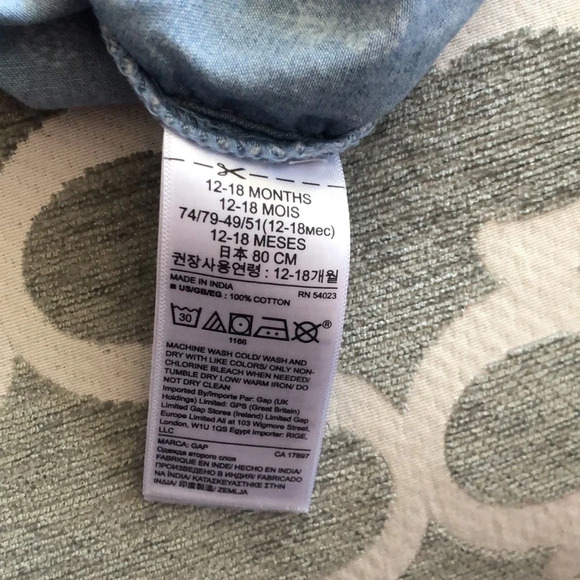 12-18 MONTHS
12-18 MOIS
74/79-49/51(12-18мес)
12-18 MESES
日本 80 CM
권장사용연령 : 12-18개월
MADE IN INDIA RN 54023
US/GB/EG : 100% COTTON
30
®
1166
MACHINE WASH COLD/ WASH AND
DRY WITH LIKE COLORS/ ONLY NON-
CHLORINE BLEACH WHEN NEEDED/
TUMBLE DRY LOW/ WARM IRON/ DO
NOT DRY CLEAN
Imported By/Importe Par: Gap (UK
Holdings) Limited: GPS (Great Britain)
Limited Gap Stores (Ireland) Limited Gap
Europe Limited All at 103 Wigmore Street,
London, W1U 1QS Egypt Importer: RIGE,
LLC
MARCA: GAP CA 17897
Одежда второго слоя
FABRIQUE EN INDE/ HECHO EN INDIA/
ПРОИЗВЕДЕНО В ИНДИЯ/ FABRICADO
NA ÍNDIA/ ΚΑΤΑΣΚΕΥΑΣΤΗΚΕ ΣΤΗΝ
ΙΝΔΙΑ/ 印度製造/ ZEMLJA